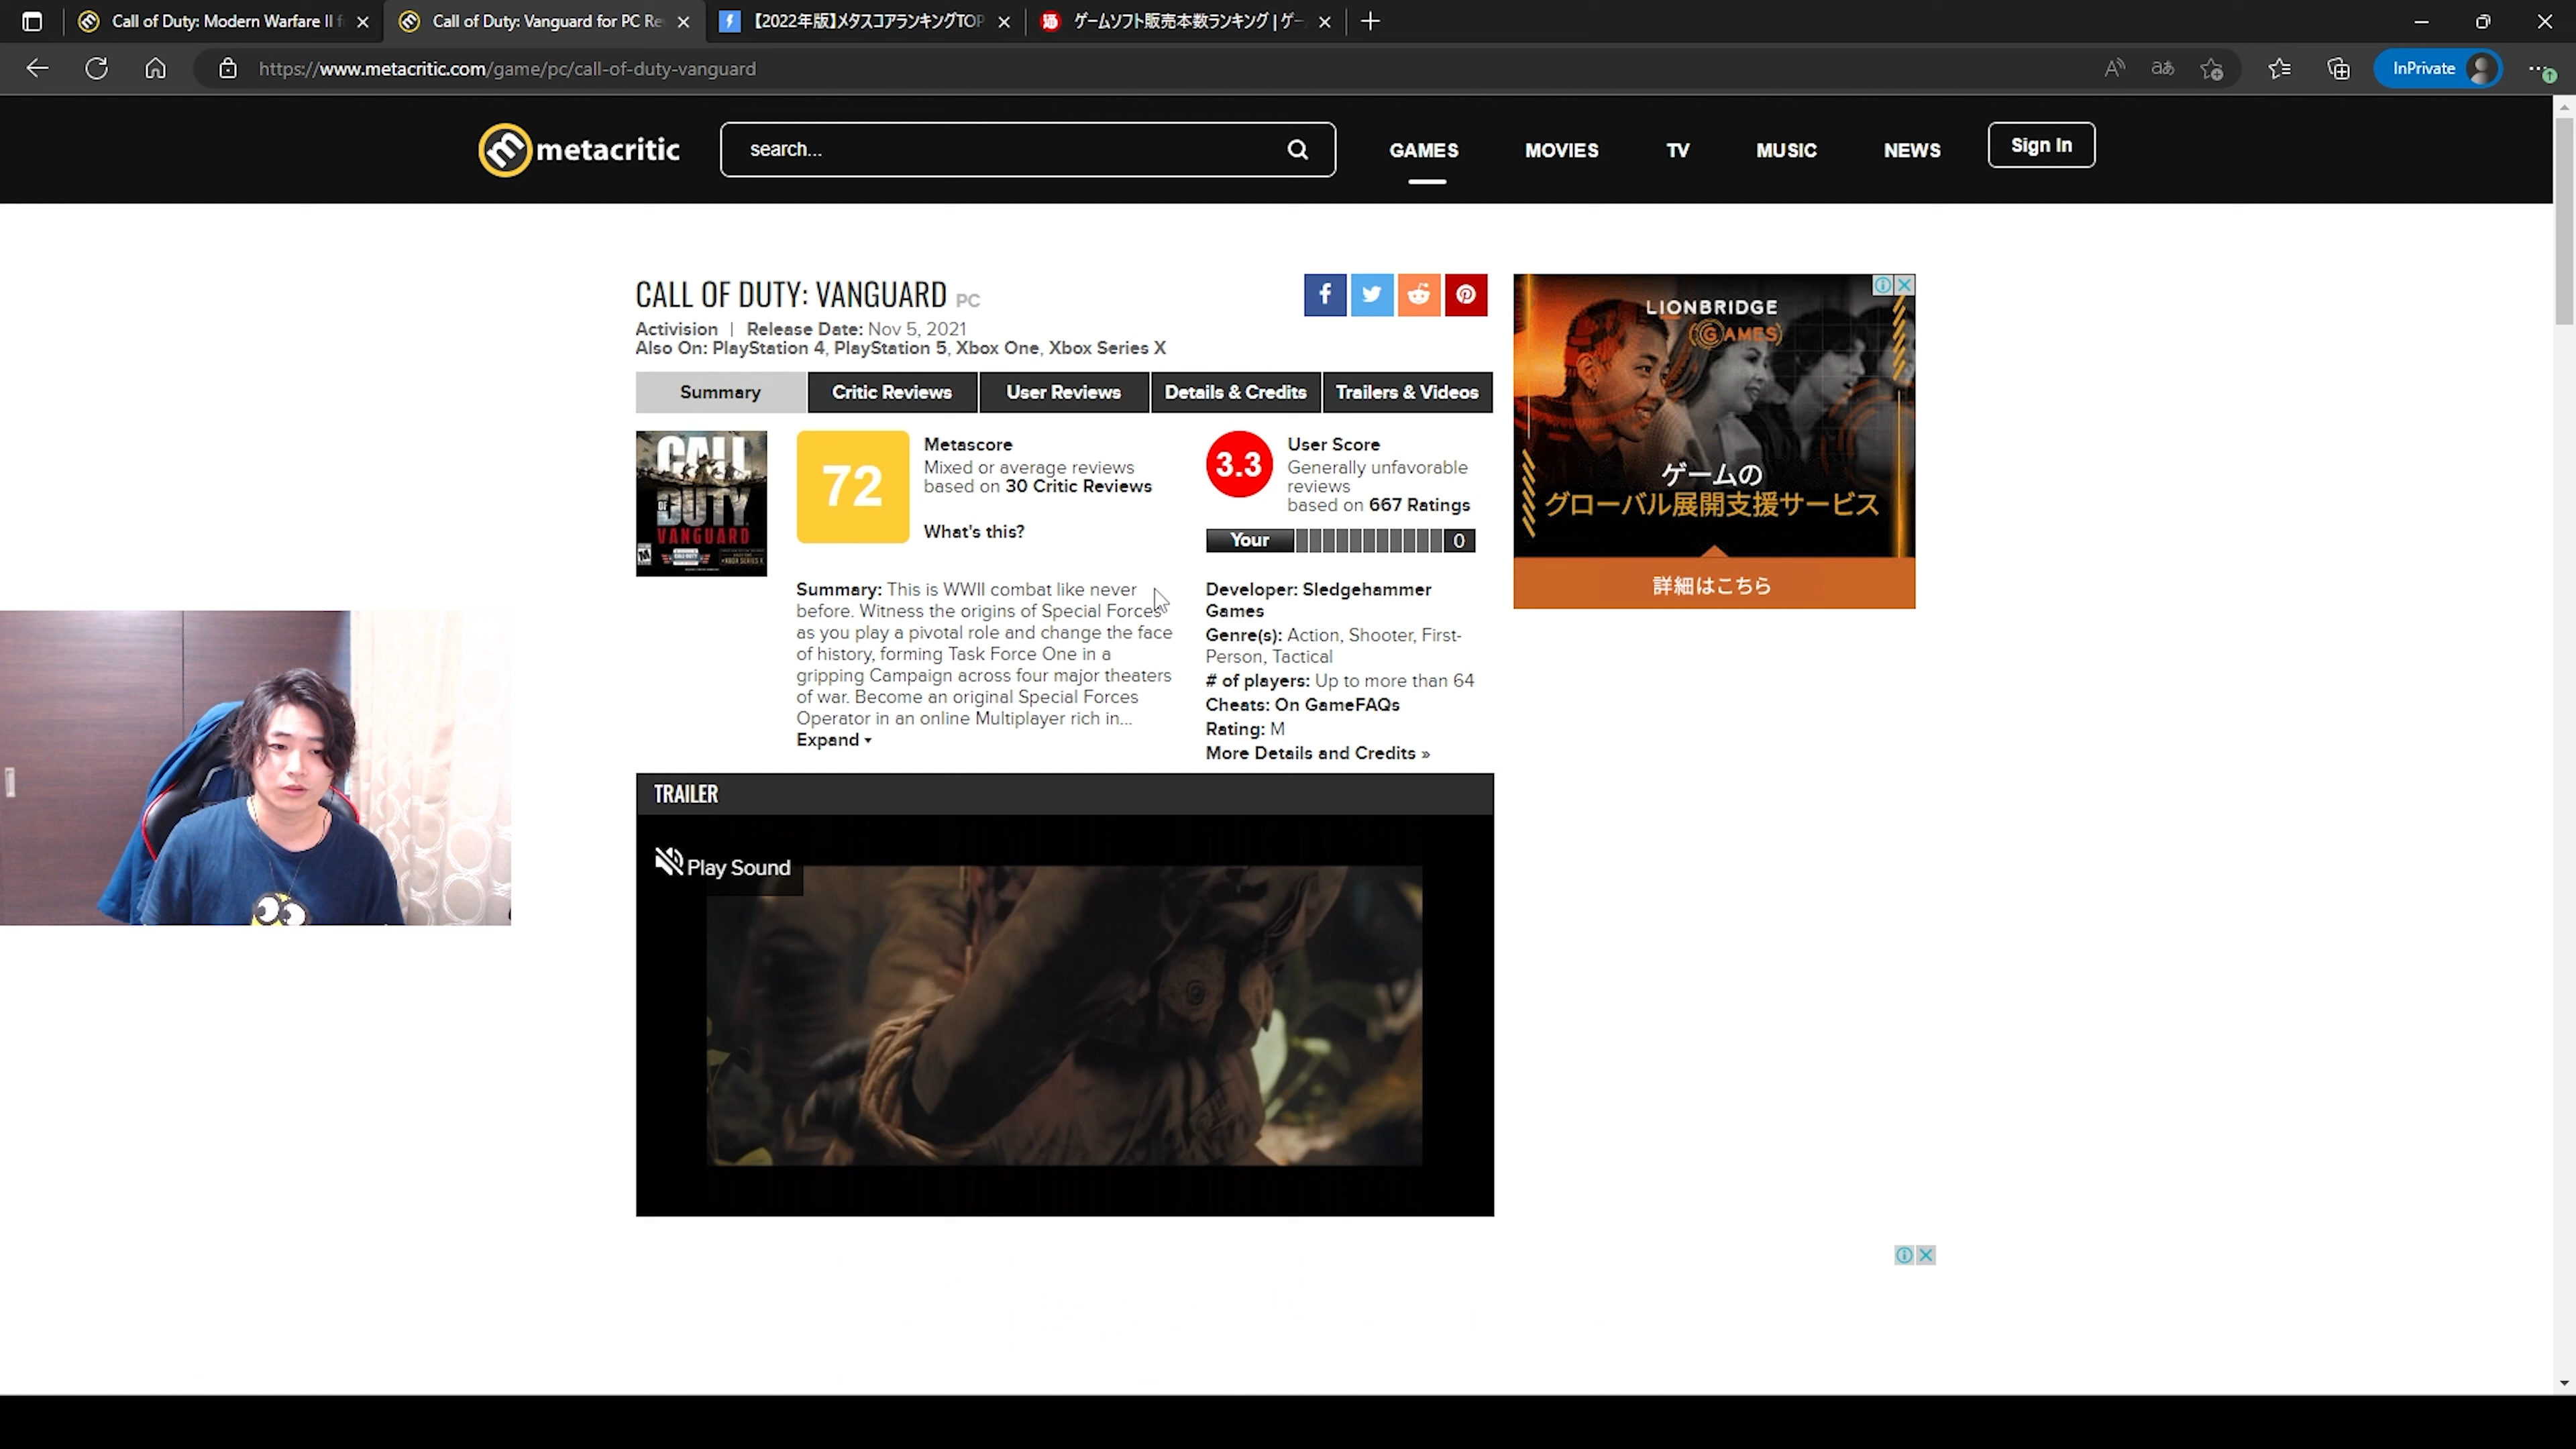 Call of Duty: Modern Warfare II f
Call of Duty: Vanguard for PC Re
【2022年版】メタスコアランキングTOP
ゲームソフト販売本数ランキング | ゲー
https://www.metacritic.com/game/pc/call-of-duty-vanguard
InPrivate
metacritic
search...
GAMES
MOVIES
TV
MUSIC
NEWS
Sign In
CALL OF DUTY: VANGUARD PC
Activision | Release Date: Nov 5, 2021
Also On: PlayStation 4, PlayStation 5, Xbox One, Xbox Series X
Summary
Critic Reviews
User Reviews
Details & Credits
Trailers & Videos
CALL
OF DUTY
VANGUARD
72
Metascore
Mixed or average reviews
based on 30 Critic Reviews
What's this?
3.3
User Score
Generally unfavorable
reviews
based on 667 Ratings
Your
0
Summary: This is WWII combat like never
before. Witness the origins of Special Forces
as you play a pivotal role and change the face
of history, forming Task Force One in a
gripping Campaign across four major theaters
of war. Become an original Special Forces
Operator in an online Multiplayer rich in...
Expand
Developer: Sledgehammer
Games
Genre(s): Action, Shooter, First-
Person, Tactical
# of players: Up to more than 64
Cheats: On GameFAQs
Rating: M
More Details and Credits »
LIONBRIDGE
GAMES
ゲームの
グローバル展開支援サービス
詳細はこちら
TRAILER
Play Sound